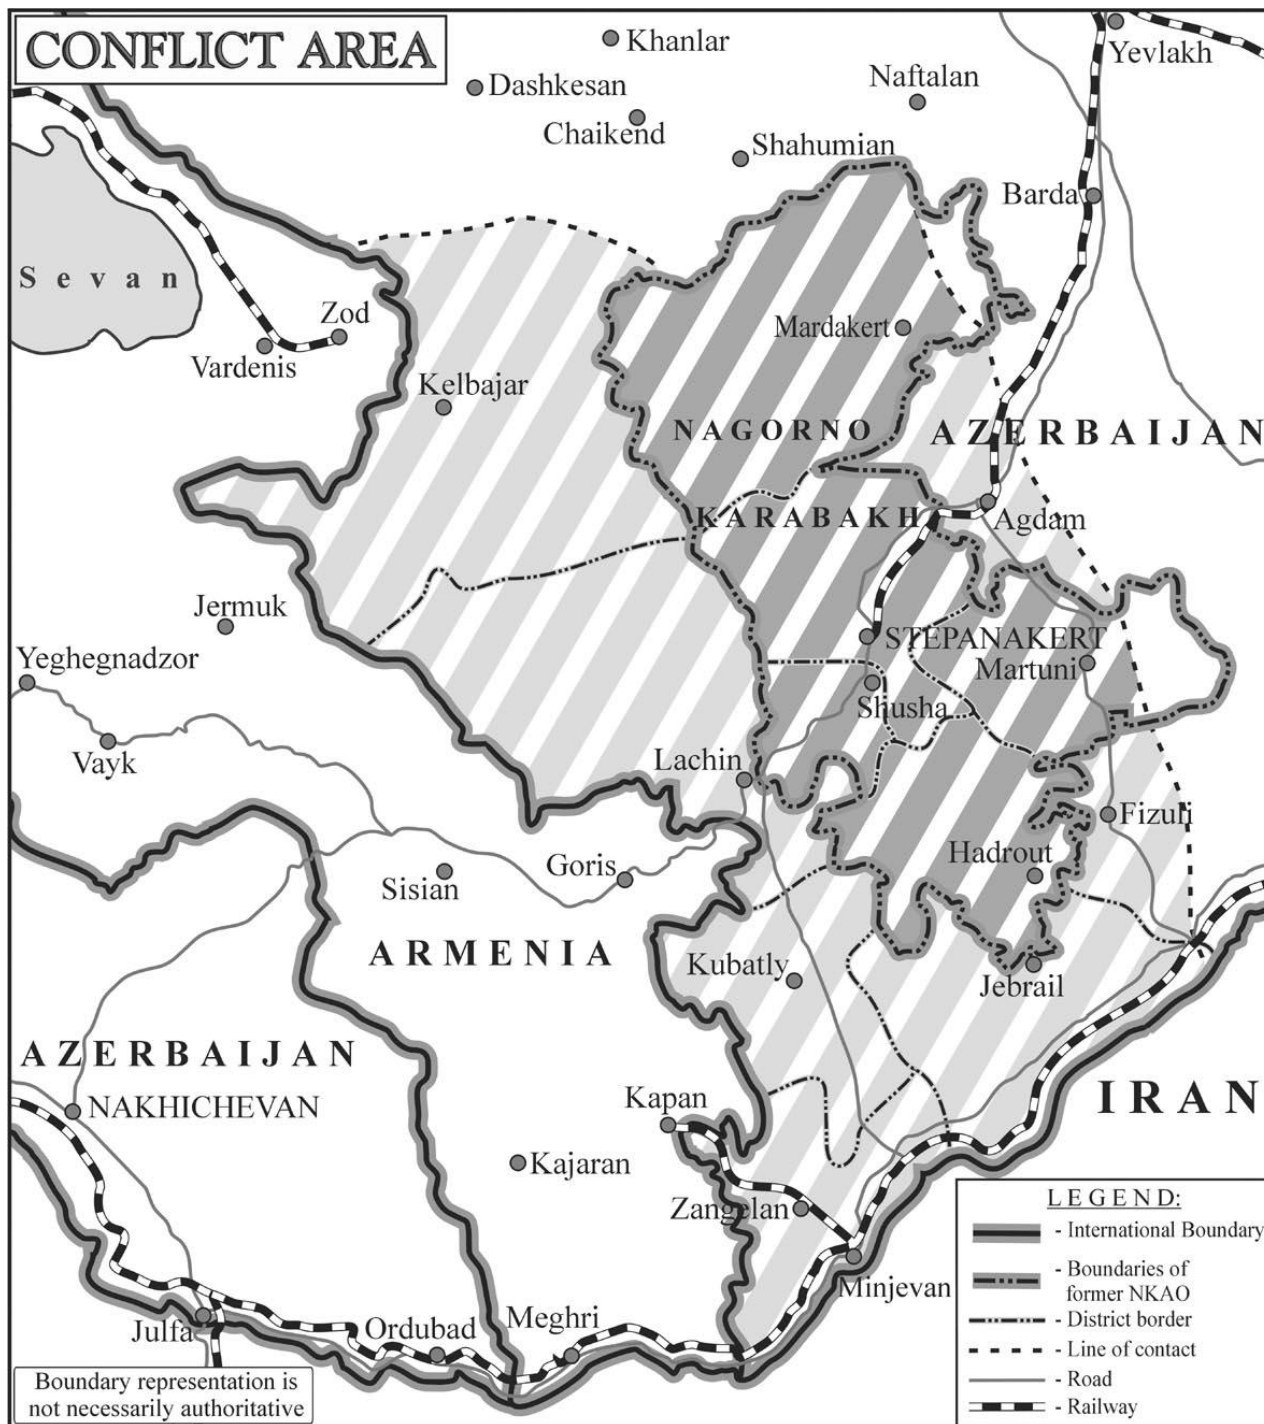 CONFLICT AREA
Khanlar
Yevlakh
Dashkesan
Naftalan
Chaikend
Shahumian
Barda
Sevan
Zod
Mardakert
Vardenis
Kelbajar
NAGORNO
AZERBAIJAN
KARABAKH
Agdam
Jermuk
STEPANAKERT
Yeghegnadzor
Martuni
Shusha
Vayk
Lachin
Fizuli
Hadrout
Goris
Sisian
ARMENIA
Kubatly
Jebrail
AZERBAIJAN
IRAN
NAKHICHEVAN
Kapan
Kajaran
Zangelan
Minjevan
Meghri
Ordubad
Julfa
Boundary representation is
not necessarily authoritative
LEGEND:
- International Boundary
- Boundaries of
former NKAO
- District border
- Line of contact
- Road
- Railway